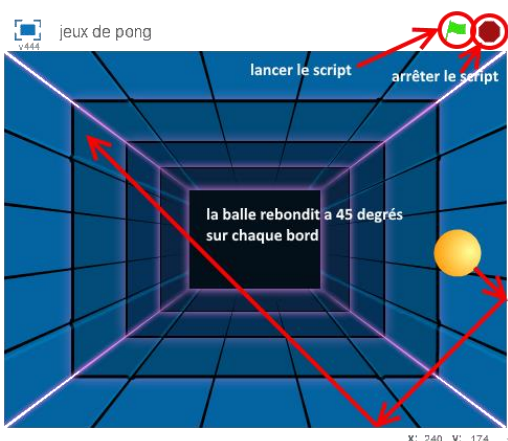 jeux de pong
v444
lancer le script
arrêter le script
la balle rebondit a 45 degrés
sur chaque bord
X: 240 Y: 174